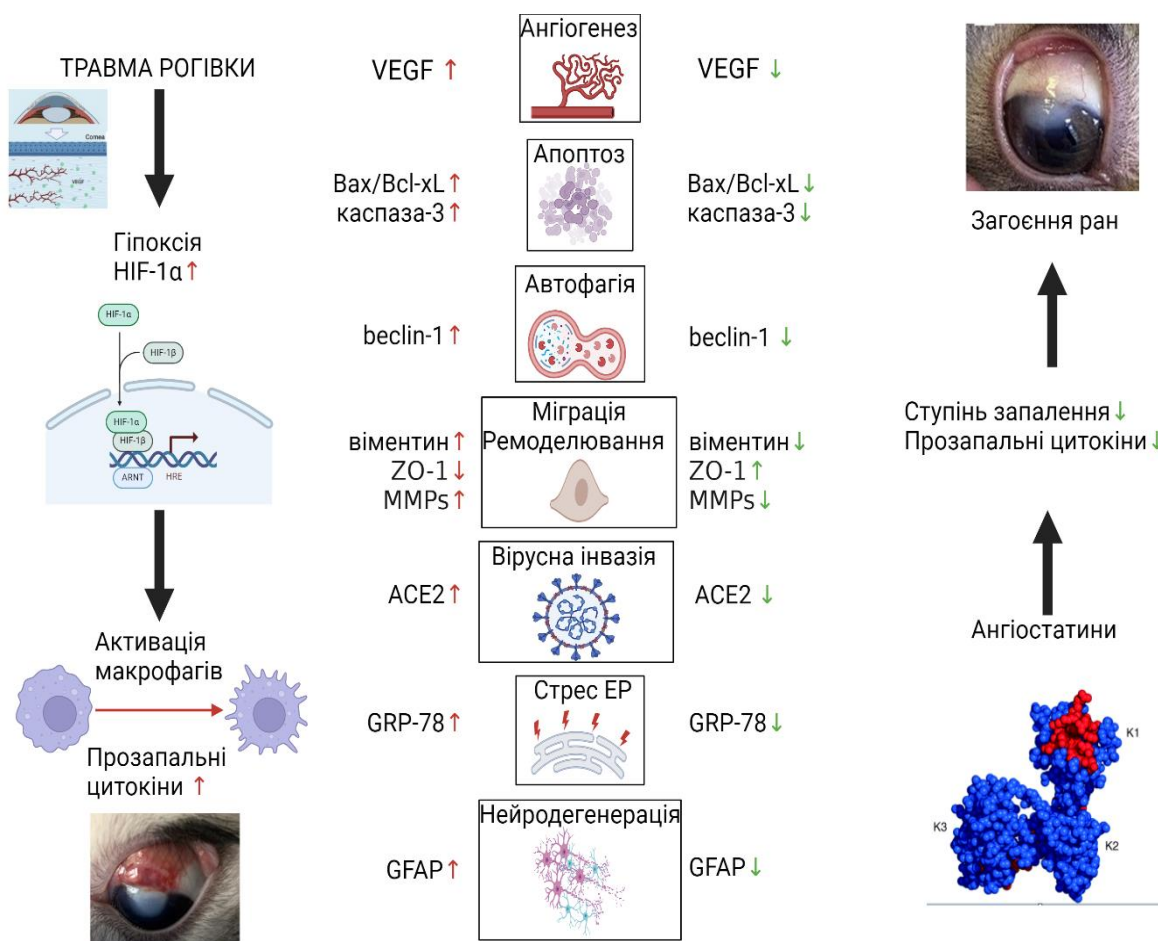 ТРАВМА РОГІВКИ
Cornea
VEGF
Гіпоксія
HIF-1α ↑
HIF-1α
HIF-1β
HIF-1α
HIF-1β
ARNT
HRE
Активація
макрофагів
Прозапальні
цитокіни ↑
Ангіогенез
VEGF ↑
VEGF ↓
Апоптоз
Bax/Bcl-xL ↑
каспаза-3 ↑
Bax/Bcl-xL ↓
каспаза-3 ↓
Автофагія
beclin-1 ↑
beclin-1 ↓
Міграція
Ремоделювання
віментин ↑
ZO-1 ↓
MMPs ↑
віментин ↓
ZO-1 ↑
MMPs ↓
Вірусна інвазія
ACE2 ↑
ACE2 ↓
Стрес ЕР
GRP-78 ↑
GRP-78 ↓
Нейродегенерація
GFAP ↑
GFAP ↓
Загоєння ран
Ступінь запалення ↓
Прозапальні цитокіни ↓
Ангіостатини
K1
K3
K2